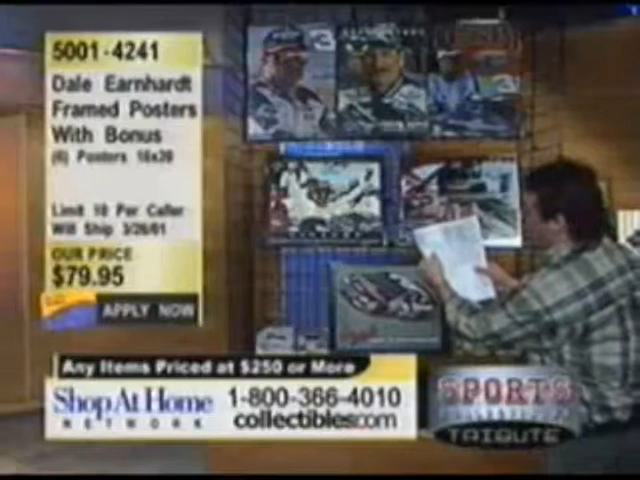 5001-4241
Dale Earnhardt
Framed Posters
With Bonus
(6) Posters 16x20
Limit 10 Per Caller
Will Ship 3/26/01
OUR PRICE
$79.95
APPLY NOW
3
Any Items Priced at $250 or More
Shop At Home
NETWORK
1-800-366-4010
collectibles.com
SPORTS
TRIBUTE